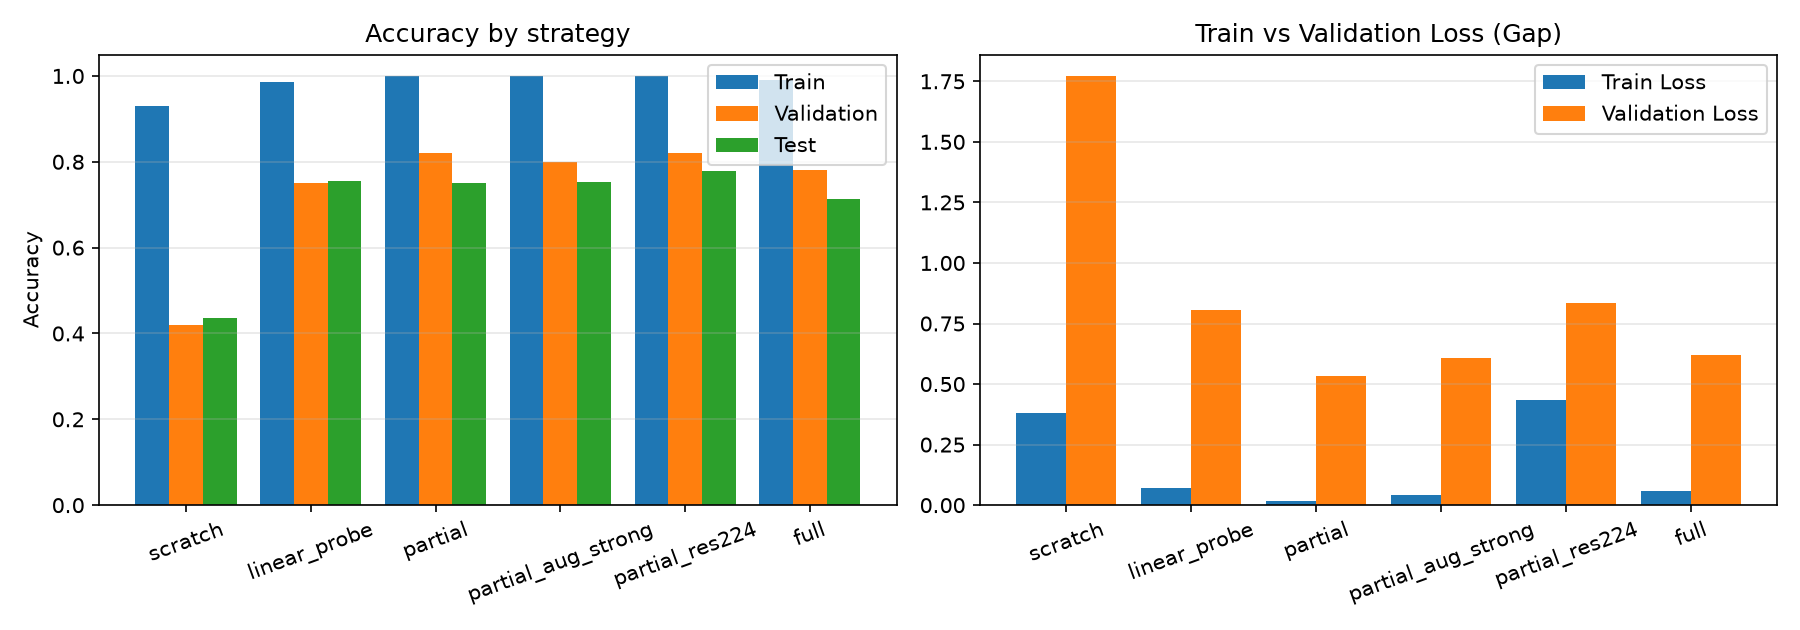 Accuracy by strategy
Accuracy
1.0
0.8
0.6
0.4
0.2
0.0
Train
Validation
Test
scratch
linear_probe
partial
partial_aug_strong
partial_res224
full
Train vs Validation Loss (Gap)
1.75
1.50
1.25
1.00
0.75
0.50
0.25
0.00
Train Loss
Validation Loss
scratch
linear_probe
partial
partial_aug_strong
partial_res224
full